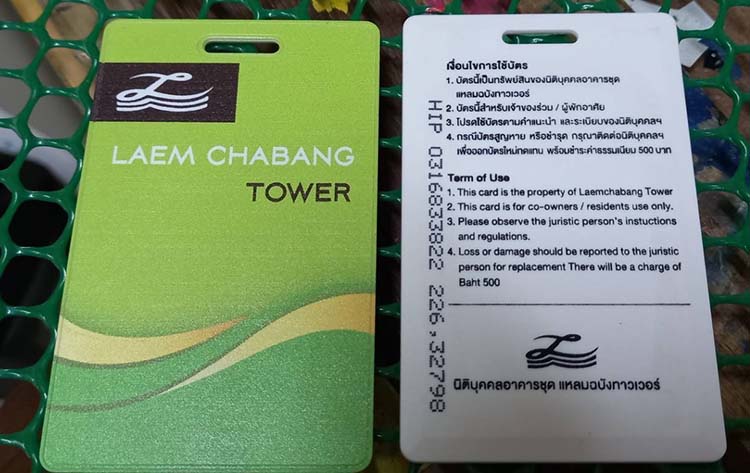 LAEM CHABANG
TOWER
เงื่อนไขการใช้บัตร
1. บัตรนี้เป็นทรัพย์สินของนิติบุคคลอาคารชุด
แหลมฉบังทาวเวอร์
2. บัตรนี้สำหรับเจ้าของร่วม / ผู้พักอาศัย
3. โปรดใช้บัตรตามคำแนะนำ และระเบียบของนิติบุคคลฯ
4. กรณีบัตรสูญหาย หรือชำรุด กรุณาติดต่อนิติบุคคลฯ
เพื่อออกบัตรใหม่ทดแทน พร้อมชำระค่าธรรมเนียม 500 บาท
Term of Use
1. This card is the property of Laemchabang Tower
2. This card is for co-owners / residents use only.
3. Please observe the juristic person's instuctions
and regulations.
4. Loss or damage should be reported to the juristic
person for replacement There will be a charge of
Baht 500
นิติบุคคลอาคารชุด แหลมฉบังทาวเวอร์
HIP 0316833822 226,32798